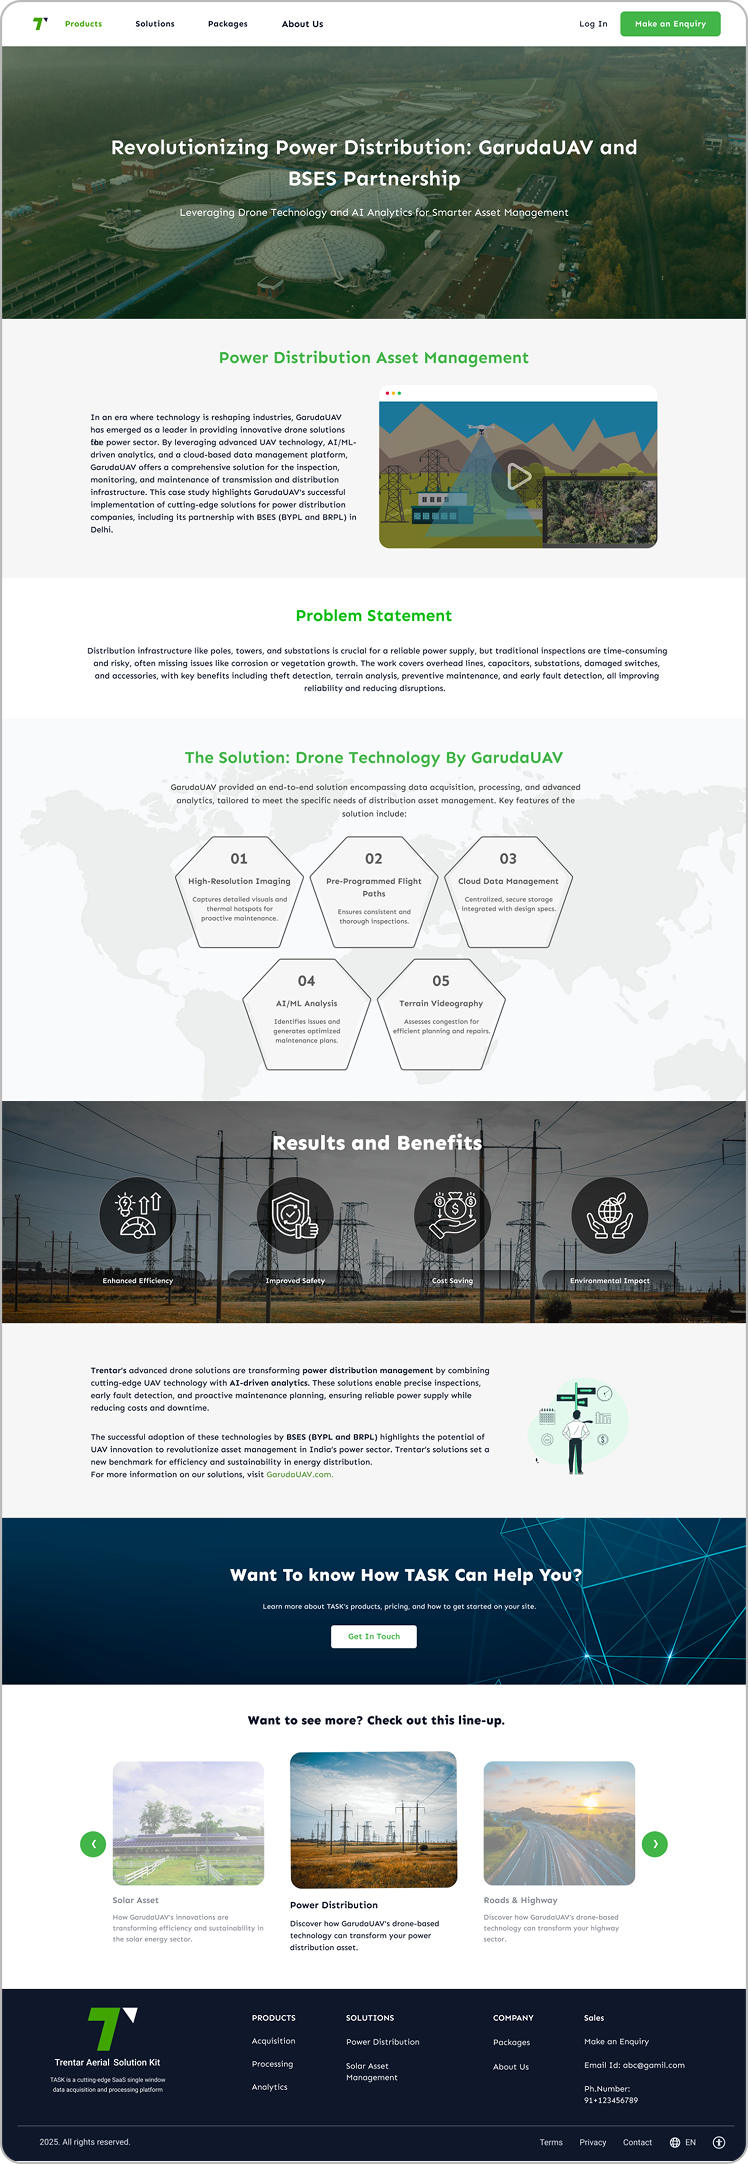 Products
Solutions
Packages
About Us
Log In
Make an Enquiry
Revolutionizing Power Distribution: GarudaUAV and
BSES Partnership
Leveraging Drone Technology and AI Analytics for Smarter Asset Management
Power Distribution Asset Management
In an era where technology is reshaping industries, GarudaUAV
has emerged as a leader in providing innovative drone solutions
the power sector. By leveraging advanced UAV technology, AI/ML-
driven analytics, and a cloud-based data management platform,
GarudaUAV offers a comprehensive solution for the inspection,
monitoring, and maintenance of transmission and distribution
infrastructure. This case study highlights GarudaUAV's successful
implementation of cutting-edge solutions for power distribution
companies, including its partnership with BSES (BYPL and BRPL) in
Delhi.
Problem Statement
Distribution infrastructure like poles, towers, and substations is crucial for a reliable power supply, but traditional inspections are time-consuming
and risky, often missing issues like corrosion or vegetation growth. The work covers overhead lines, capacitors, substations, damaged switches,
and accessories, with key benefits including theft detection, terrain analysis, preventive maintenance, and early fault detection, all improving
reliability and reducing disruptions.
The Solution: Drone Technology By GarudaUAV
GarudaUAV provided an end-to-end solution encompassing data acquisition, processing, and advanced
analytics, tailored to meet the specific needs of distribution asset management. Key features of the
solution include:
01
High-Resolution Imaging
Captures detailed visuals and
thermal hotspots for
proactive maintenance.
02
Pre-Programmed Flight
Paths
Ensures consistent and
thorough inspections.
03
Cloud Data Management
Centralized, secure storage
integrated with design specs.
04
AI/ML Analysis
Identifies issues and
generates optimized
maintenance plans.
05
Terrain Videography
Assesses congestion for
efficient planning and repairs.
Results and Benefits
Enhanced Efficiency
Improved Safety
Cost Saving
Environmental Impact
Trentar's advanced drone solutions are transforming power distribution management by combining
cutting-edge UAV technology with AI-driven analytics. These solutions enable precise inspections,
early fault detection, and proactive maintenance planning, ensuring reliable power supply while
reducing costs and downtime.
The successful adoption of these technologies by BSES (BYPL and BRPL) highlights the potential of
UAV innovation to revolutionize asset management in India's power sector. Trentar's solutions set a
new benchmark for efficiency and sustainability in energy distribution.
For more information on our solutions, visit GarudaUAV.com.
Want To know How TASK Can Help You?
Learn more about TASK's products, pricing, and how to get started on your site.
Get In Touch
Want to see more? Check out this line-up.
Solar Asset
How GarudaUAV's innovations are
transforming efficiency and sustainability in
the solar energy sector.
Power Distribution
Discover how GarudaUAV's drone-based
technology can transform your power
distribution asset.
Roads & Highway
Discover how GarudaUAV's drone-based
technology can transform your highway
sector.
Trentar Aerial Solution Kit
TASK is a cutting-edge SaaS single window
data acquisition and processing platform
PRODUCTS
Acquisition
Processing
Analytics
SOLUTIONS
Power Distribution
Solar Asset
Management
COMPANY
Packages
About Us
Sales
Make an Enquiry
Email Id: abc@gamil.com
Ph.Number:
91+123456789
2025. All rights reserved.
Terms
Privacy
Contact
EN